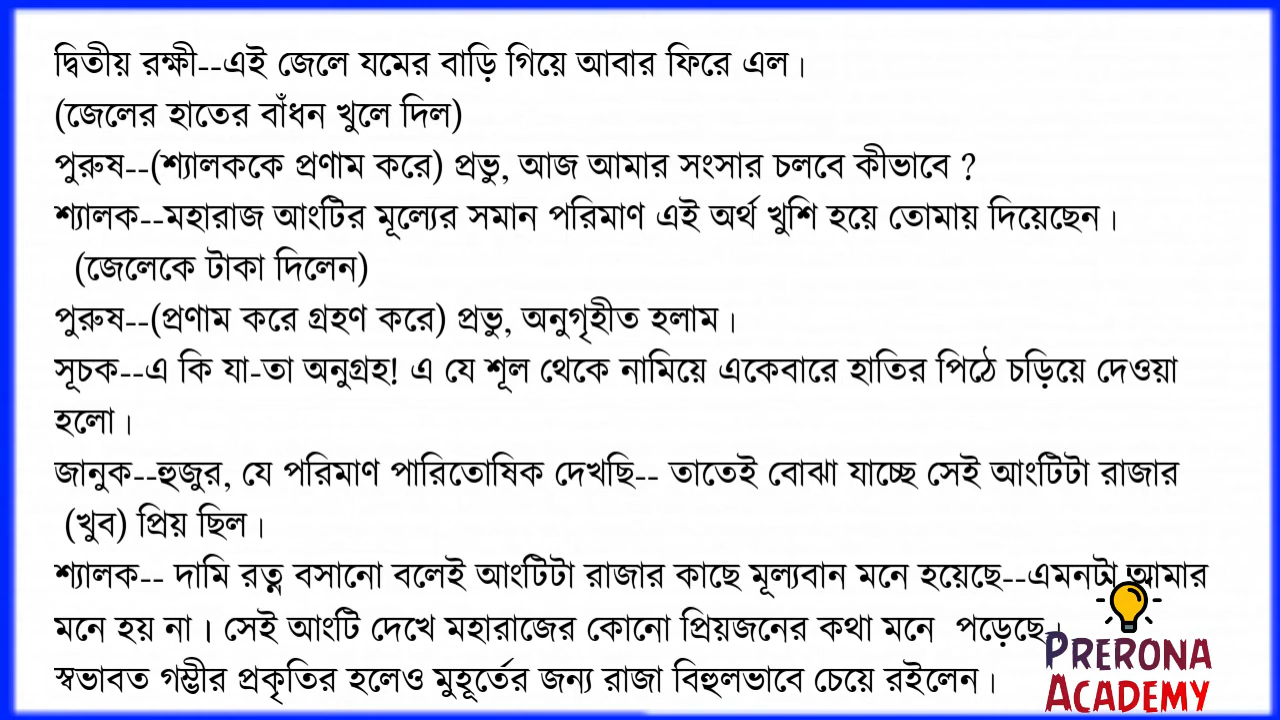 দ্বিতীয় রক্ষী--এই জেলে যমের বাড়ি গিয়ে আবার ফিরে এল।
(জেলের হাতের বাঁধন খুলে দিল)
পুরুষ--(শ্যালককে প্রণাম করে) প্রভু, আজ আমার সংসার চলবে কীভাবে ?
শ্যালক--মহারাজ আংটির মূল্যের সমান পরিমাণ এই অর্থ খুশি হয়ে তোমায় দিয়েছেন।
(জেলেকে টাকা দিলেন)
পুরুষ--(প্রণাম করে গ্রহণ করে) প্রভু, অনুগৃহীত হলাম।
সূচক--এ কি যা-তা অনুগ্রহ! এ যে শূল থেকে নামিয়ে একেবারে হাতির পিঠে চড়িয়ে দেওয়া
হলো।
জানুক--হুজুর, যে পরিমাণ পারিতোষিক দেখছি-- তাতেই বোঝা যাচ্ছে সেই আংটিটা রাজার
(খুব) প্রিয় ছিল।
শ্যালক-- দামি রত্ন বসানো বলেই আংটিটা রাজার কাছে মূল্যবান মনে হয়েছে--এমনটা আমার
মনে হয় না। সেই আংটি দেখে মহারাজের কোনো প্রিয়জনের কথা মনে পড়েছে।
স্বভাবত গম্ভীর প্রকৃতির হলেও মুহূর্তের জন্য রাজা বিহুলভাবে চেয়ে রইলেন।
PRERONA
ACADEMY